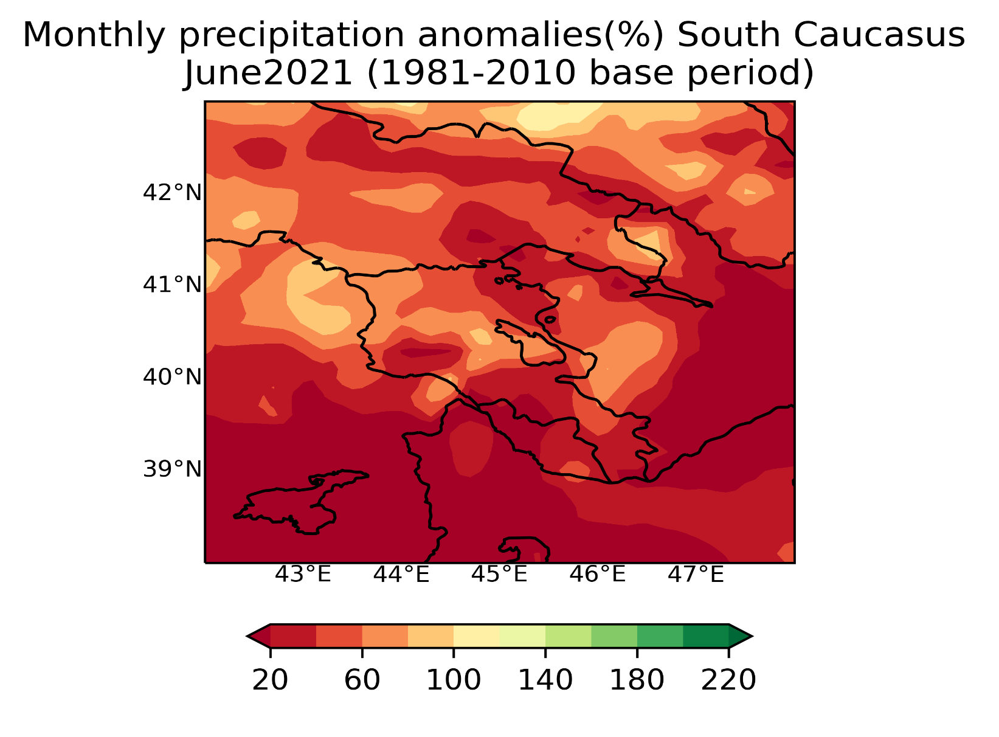 Monthly precipitation anomalies(%) South Caucasus
June2021 (1981-2010 base period)
42°N
41°N
40°N
39°N
43°E 44°E 45°E 46°E 47°E
20 60 100 140 180 220